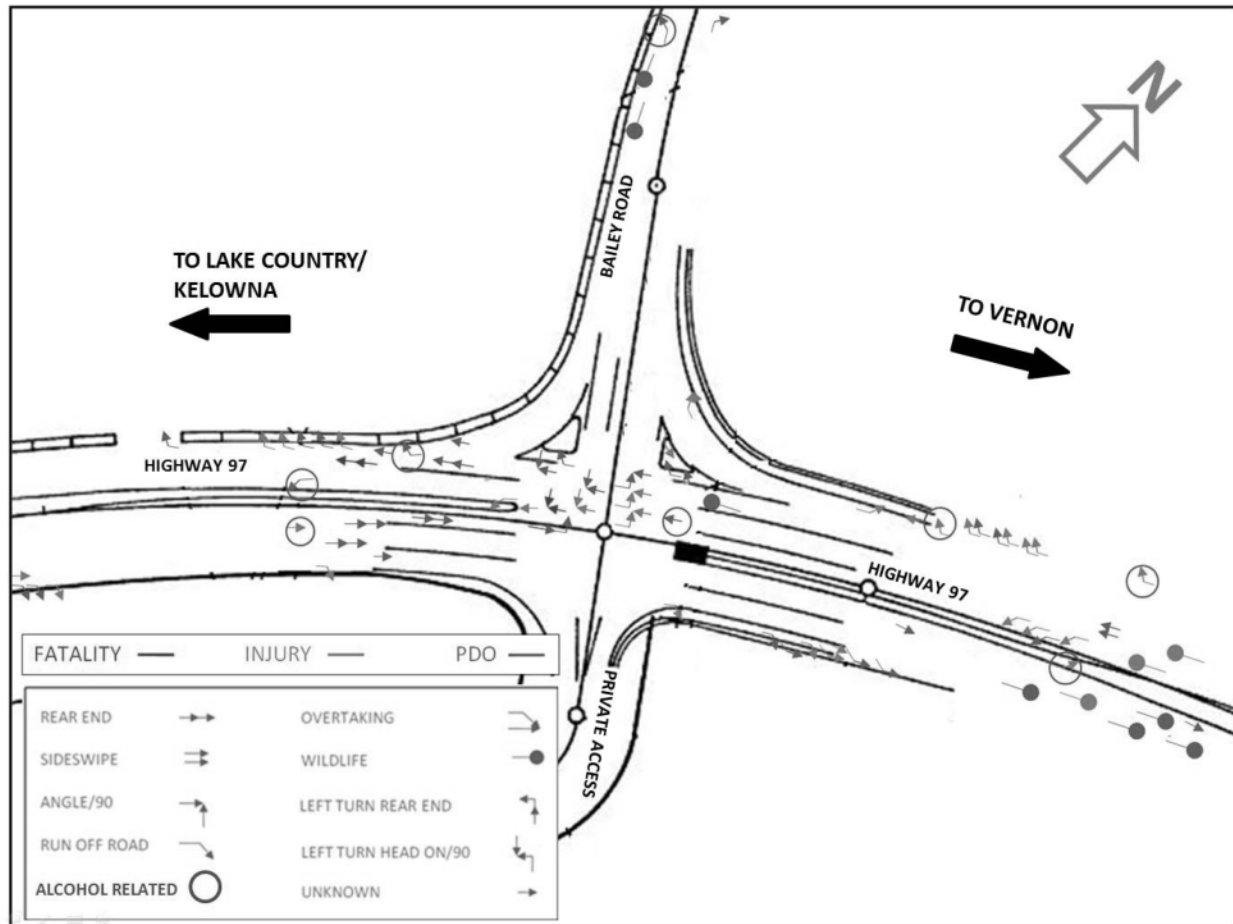 N
BAILEY ROAD
TO LAKE COUNTRY/
KELOWNA
TO VERNON
HIGHWAY 97
HIGHWAY 97
FATALITY
INJURY
PDO
PRIVATE ACCESS
REAR END
OVERTAKING
SIDESWIPE
WILDLIFE
ANGLE/90
LEFT TURN REAR END
RUN OFF ROAD
LEFT TURN HEAD ON/90
ALCOHOL RELATED
UNKNOWN